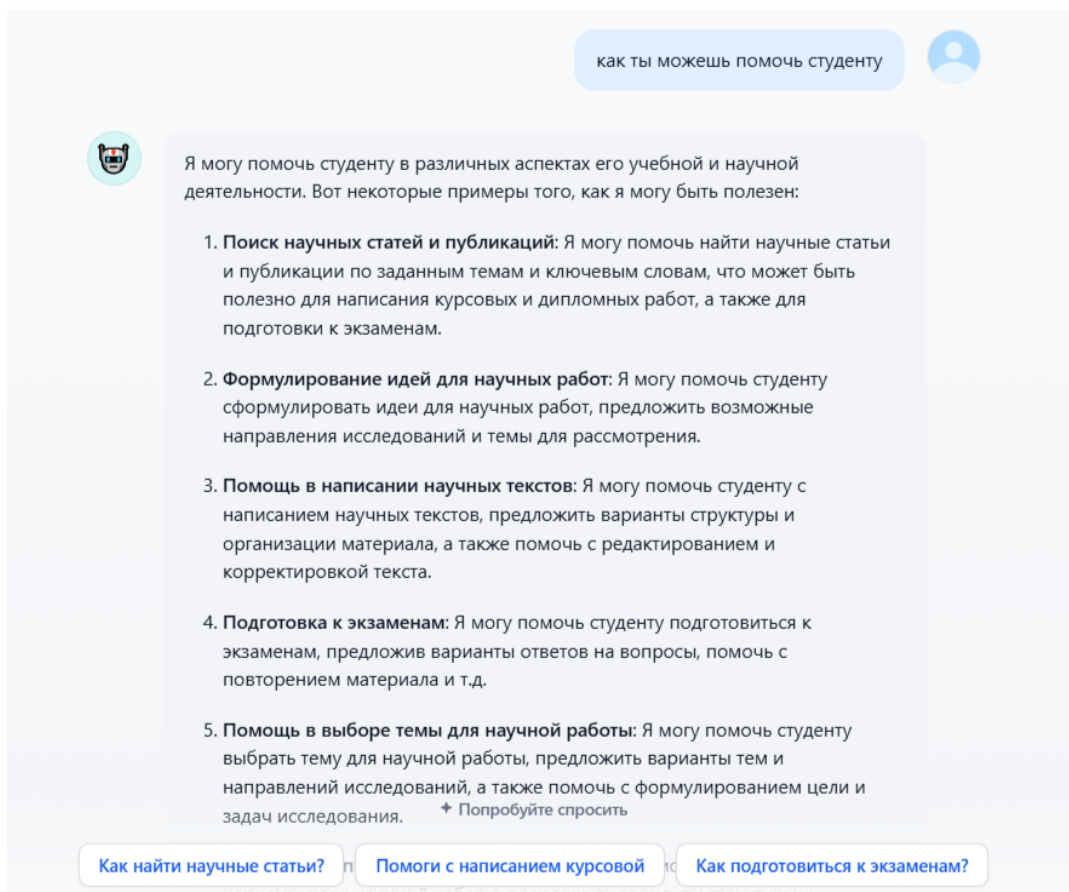 как ты можешь помочь студенту
Я могу помочь студенту в различных аспектах его учебной и научной
деятельности. Вот некоторые примеры того, как я могу быть полезен:
1. Поиск научных статей и публикаций: Я могу помочь найти научные статьи
и публикации по заданным темам и ключевым словам, что может быть
полезно для написания курсовых и дипломных работ, а также для
подготовки к экзаменам.
2. Формулирование идей для научных работ: Я могу помочь студенту
сформулировать идеи для научных работ, предложить возможные
направления исследований и темы для рассмотрения.
3. Помощь в написании научных текстов: Я могу помочь студенту с
написанием научных текстов, предложить варианты структуры и
организации материала, а также помочь с редактированием и
корректировкой текста.
4. Подготовка к экзаменам: Я могу помочь студенту подготовиться к
экзаменам, предложив варианты ответов на вопросы, помочь с
повторением материала и т.д.
5. Помощь в выборе темы для научной работы: Я могу помочь студенту
выбрать тему для научной работы, предложить варианты тем и
направлений исследований, а также помочь с формулированием цели и
задач исследования.
Попробуйте спросить
Как найти научные статьи?
Помоги с написанием курсовой
Как подготовиться к экзаменам?